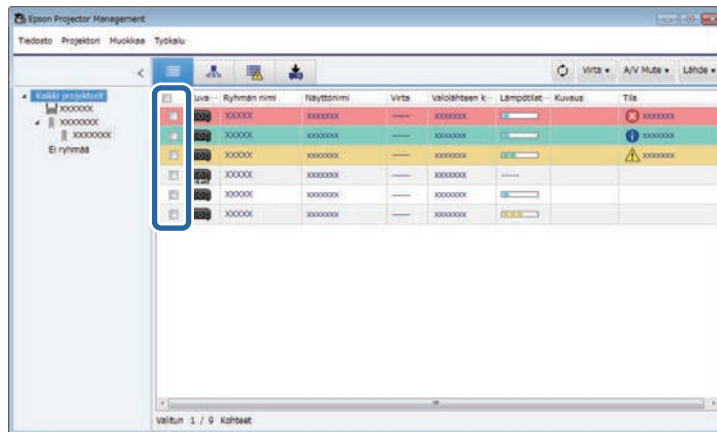 Epson Projector Management
Tiedosto Projektori Muokkaa Työkalu
Virta A/V Mute Lähde
Kaikki projektorit
XXXXXX
XXXXXXX
XXXXXXX
Ei ryhmää
Kuva... Ryhmän nimi Näyttönimi Virta Valolähteen k... Lämpötilat... Kuvaus Tila
XXXXX XXXXXXX ---- XXXXXXX XXXXXXX
XXXXX XXXXXXX ---- XXXXXXX XXXXXXX
XXXXX XXXXXXX ---- XXXXXXX XXXXXXX
XXXXX XXXXXXX ---- XXXXXXX -----
XXXXX XXXXXXX ---- XXXXXXX
XXXXX XXXXXXX ---- XXXXXXX
Valitun 1 / 9 Kohteet